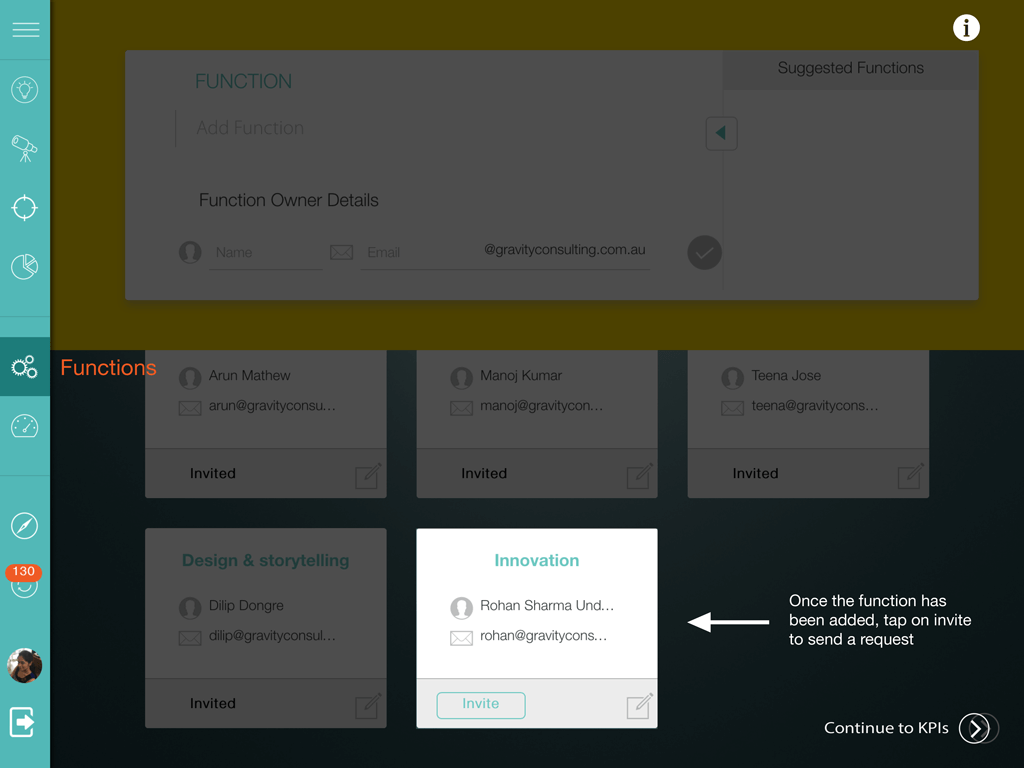 Suggested Functions
FUNCTION
Add Function
Function Owner Details
Name
Email
@gravityconsulting.com.au
Functions
Arun Mathew
arun@gravityconsu...
Invited
Manoj Kumar
manoj@gravitycon...
Invited
Teena Jose
teena@gravitycons...
Invited
Design & storytelling
Dilip Dongre
dilip@gravityconsul...
Invited
Innovation
Rohan Sharma Und...
rohan@gravitycons...
Invite
Once the function has
been added, tap on invite
to send a request
130
Continue to KPIs